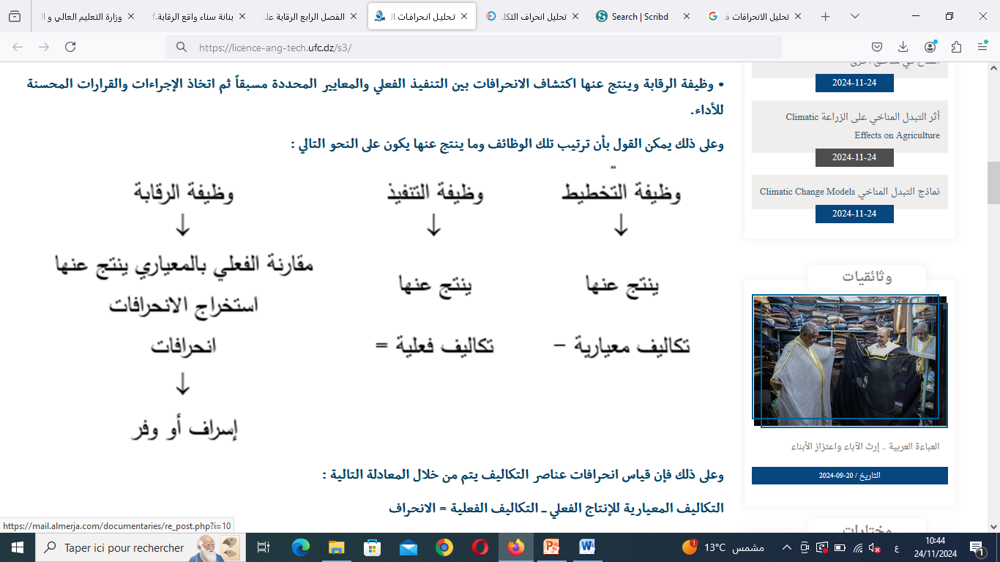 وزارة التعليم العالي و ال
بنانة سناء واقع الرقابة.f
الفصل الرابع الرقابة عل
تحليل انحرافات ال
تحليل انحراف التكل
Search | Scribd
تحليل الانحرافات ف
https://licence-ang-tech.ufc.dz/s3/
• وظيفة الرقابة وينتج عنها اكتشاف الانحرافات بين التنفيذ الفعلي والمعايير المحددة مسبقاً ثم اتخاذ الإجراءات والقرارات المحسنة
للأداء.
وعلى ذلك يمكن القول بأن ترتيب تلك الوظائف وما ينتج عنها يكون على النحو التالي :
وظيفة التخطيط
↓
ينتج عنها
تكاليف معيارية –
وظيفة التنفيذ
↓
ينتج عنها
تكاليف فعلية =
وظيفة الرقابة
↓
مقارنة الفعلي بالمعياري ينتج عنها
استخراج الانحرافات
انحرافات
↓
إسراف أو وفر
وعلى ذلك فإن قياس انحرافات عناصر التكاليف يتم من خلال المعادلة التالية :
التكاليف المعيارية للإنتاج الفعلي ـ التكاليف الفعلية = الانحراف
2024-11-24
أثر التبدل المناخي على الزراعة Climatic
Effects on Agriculture
2024-11-24
نماذج التبدل المناخي Climatic Change Models
2024-11-24
وثائقيات
العباءة العربية .. إرث الآباء واعتزاز الأبناء
التاريخ / 20-09-2024
https://mail.almerja.com/documentaries/re_post.php?i=10
Taper ici pour rechercher
1
13°C مشمس
ع
10:44
24/11/2024
1